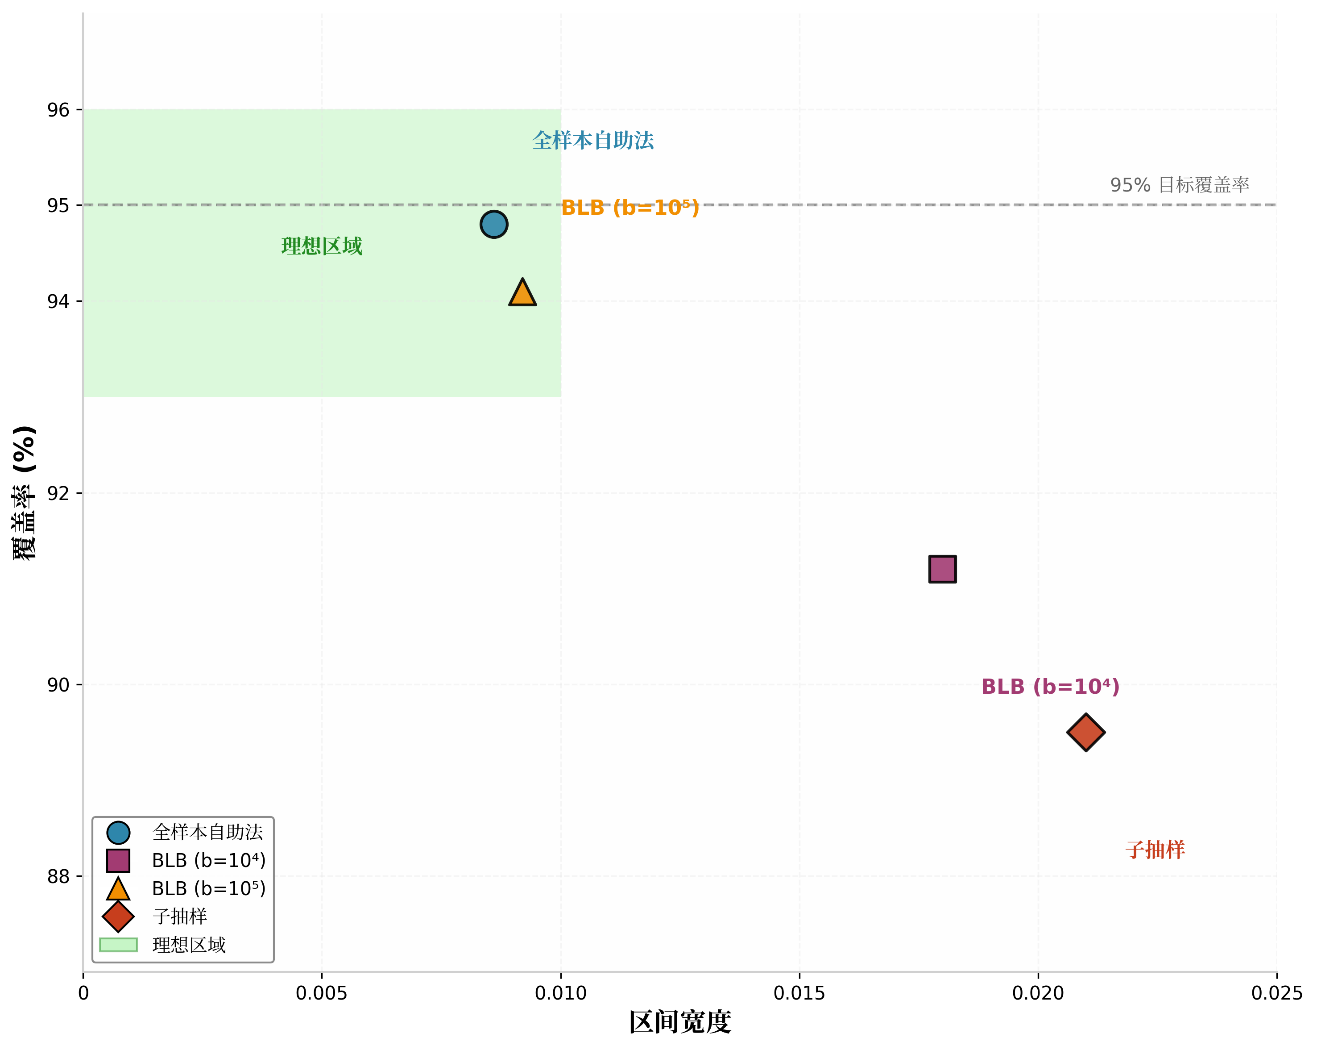 96
全样本自助法
95% 目标覆盖率
95
BLB (b=10⁵)
理想区域
94
覆盖率 (%)
92
BLB (b=10⁴)
90
子抽样
88
全样本自助法
BLB (b=10⁴)
BLB (b=10⁵)
子抽样
理想区域
0 0.005 0.010 0.015 0.020 0.025
区间宽度